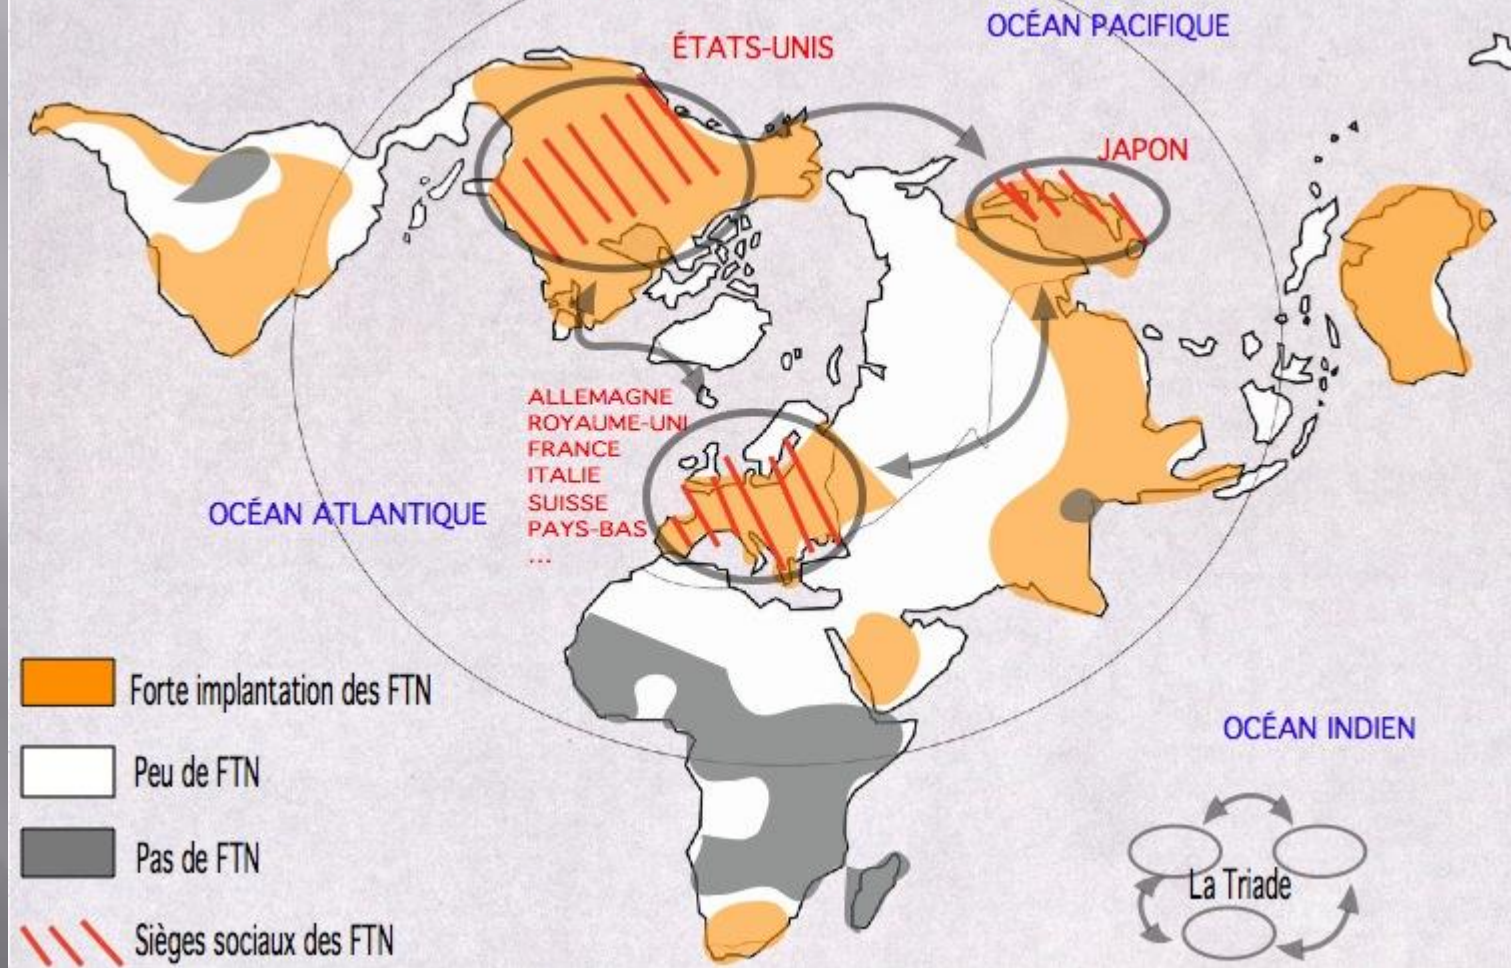 OCÉAN PACIFIQUE
ÉTATS-UNIS
JAPON
ALLEMAGNE
ROYAUME-UNI
FRANCE
ITALIE
SUISSE
PAYS-BAS
...
OCÉAN ATLANTIQUE
OCÉAN INDIEN
Forte implantation des FTN
Peu de FTN
Pas de FTN
Sièges sociaux des FTN
La Triade